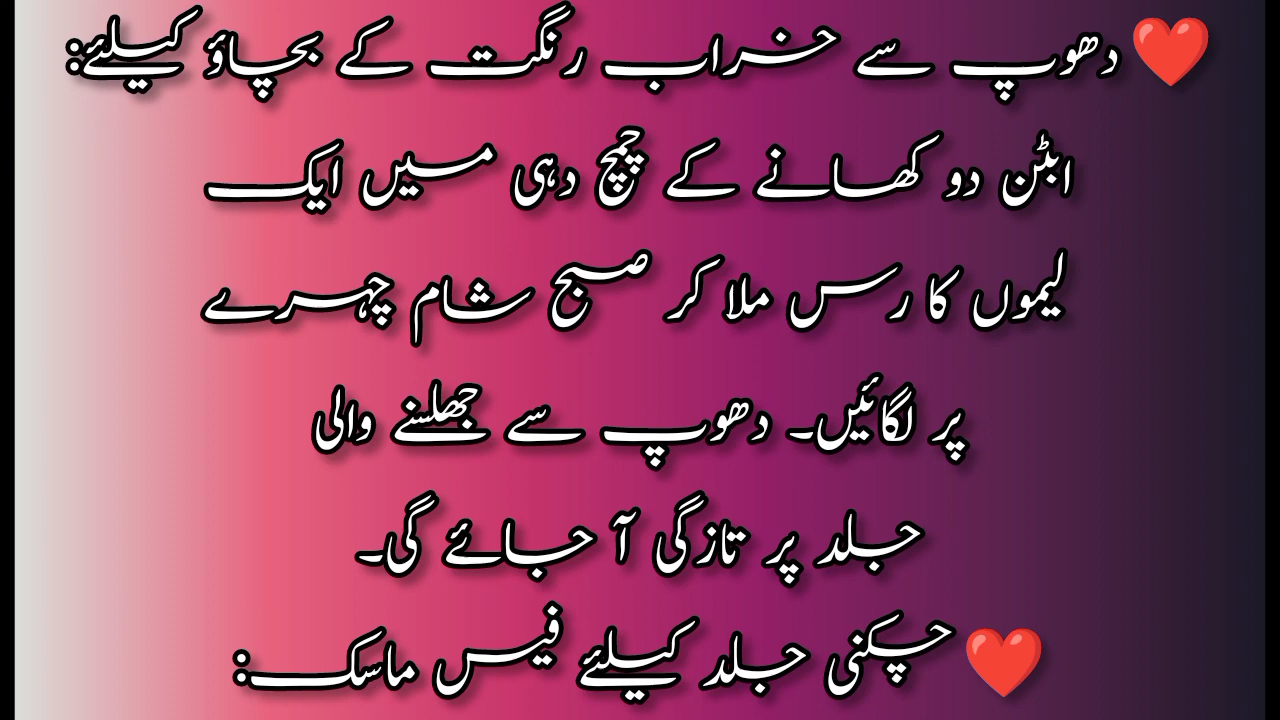 ❤️ دھوپ سے خراب رنگت کے بچاؤ کیلئے:
ابٹن دو کھانے کے چمچ دہی میں ایک
لیموں کا رس ملا کر صبح شام چہرے
پر لگائیں۔ دھوپ سے جھلسنے والی
جلد پر تازگی آ جائے گی۔
❤️ چکنی جلد کیلئے فیس ماسک: